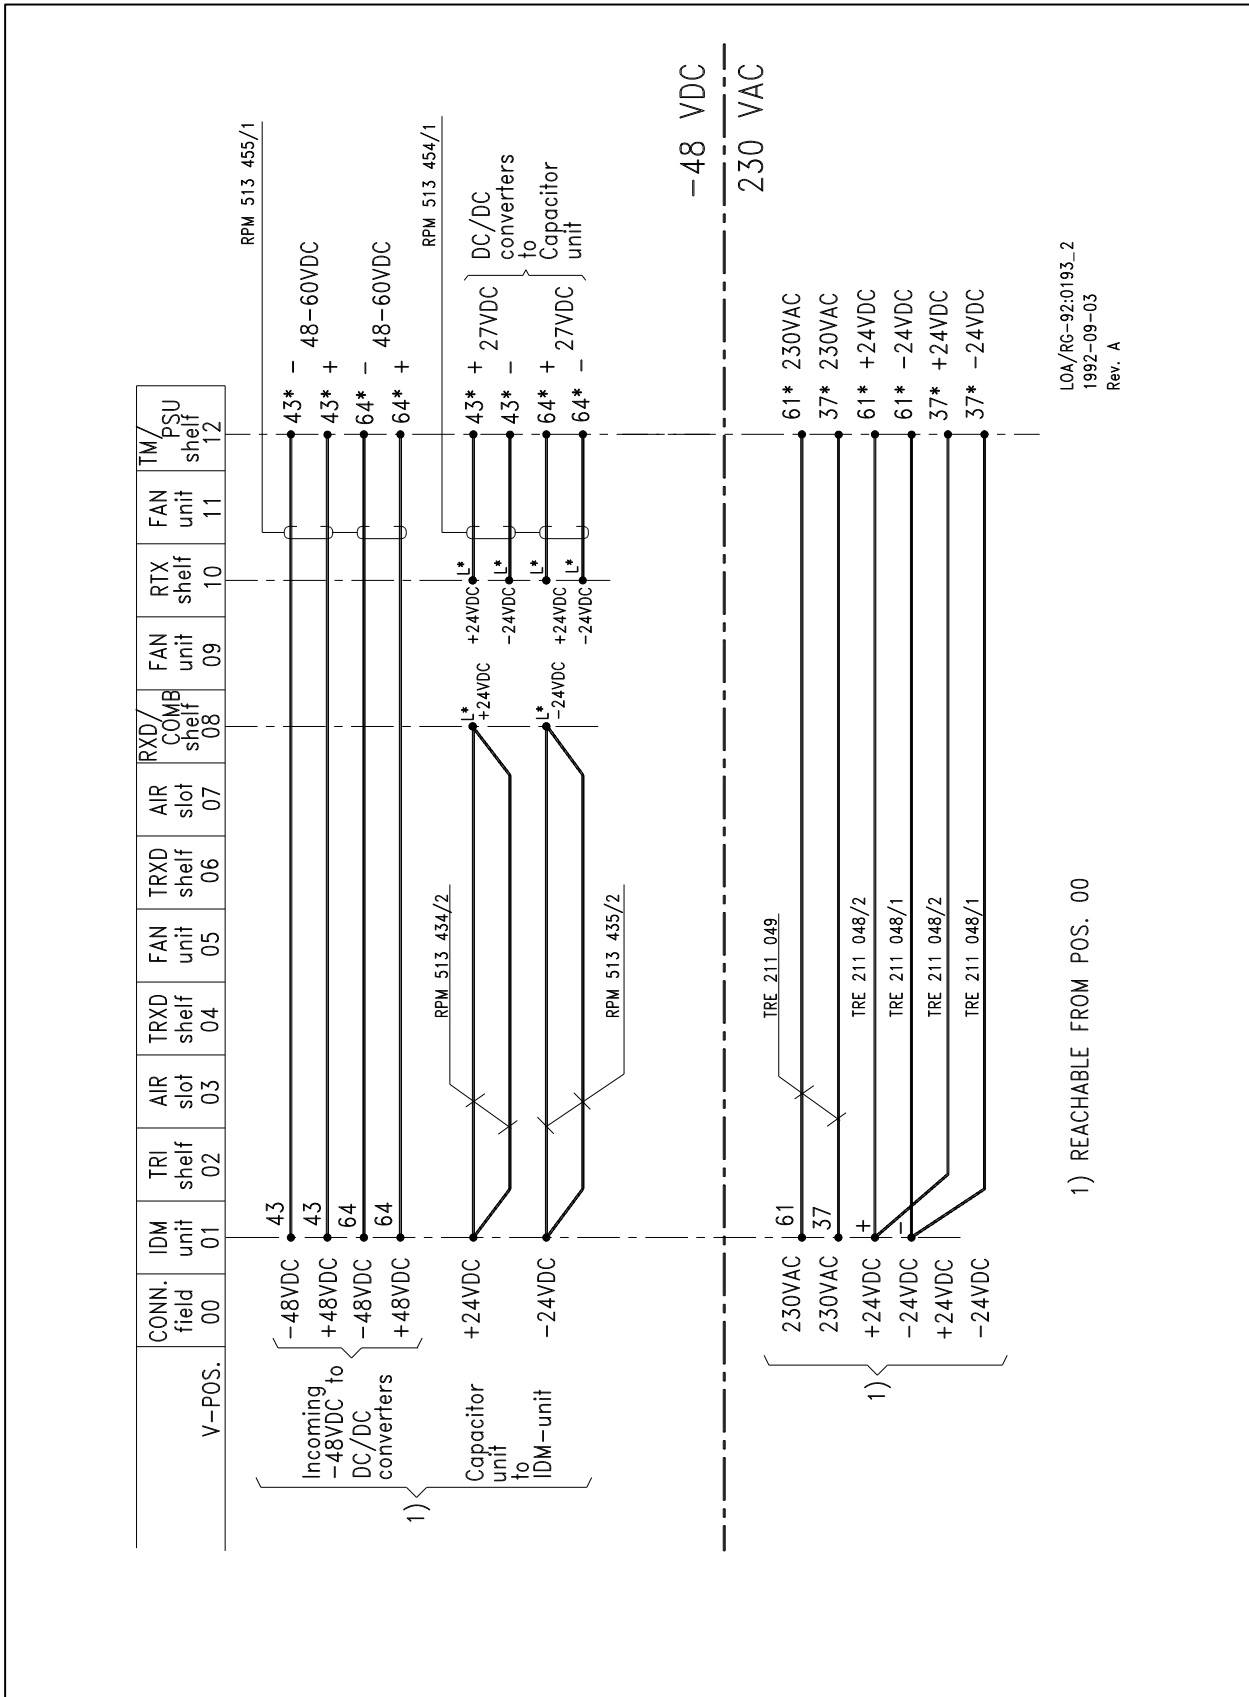 V-POS.
CONN.
field
00
IDM
unit
01
TRI
shelf
02
AIR
slot
03
TRXD
shelf
04
FAN
unit
05
TRXD
shelf
06
AIR
slot
07
RXD/
COMB
shelf
08
FAN
unit
09
RTX
shelf
10
FAN
unit
11
TM/
PSU
shelf
12
RPM 513 455/1
Incoming
-48VDC to
DC/DC
converters
-48VDC 43 43* -
48-60VDC
+48VDC 43 43* +
-48VDC 64 64* -
48-60VDC
+48VDC 64 64* +
RPM 513 454/1
1)
Capacitor
unit
to
IDM-unit
RPM 513 434/2
+24VDC
L*
+24VDC
+24VDC
L*
43* +
27VDC
-24VDC
L*
43* -
-24VDC
L*
-24VDC
+24VDC
L*
64* +
27VDC
-24VDC
L*
64* -
RPM 513 435/2
DC/DC
converters
to
Capacitor
unit
-48 VDC
230 VAC
TRE 211 049
230VAC 61 61* 230VAC
230VAC 37 37* 230VAC
+24VDC + TRE 211 048/2 61* +24VDC
-24VDC - TRE 211 048/1 61* -24VDC
+24VDC TRE 211 048/2 37* +24VDC
-24VDC TRE 211 048/1 37* -24VDC
1)
1) REACHABLE FROM POS. 00
LOA/RG-92:0193_2
1992-09-03
Rev. A